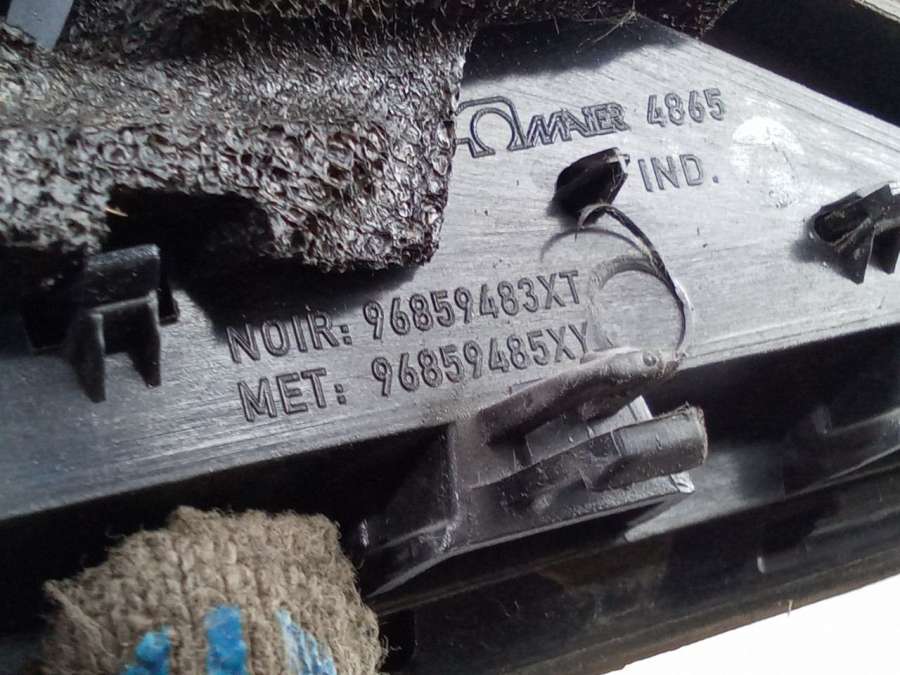 MAIER 4865
IND.
NOIR: 96859483XT
MET: 96859485XY